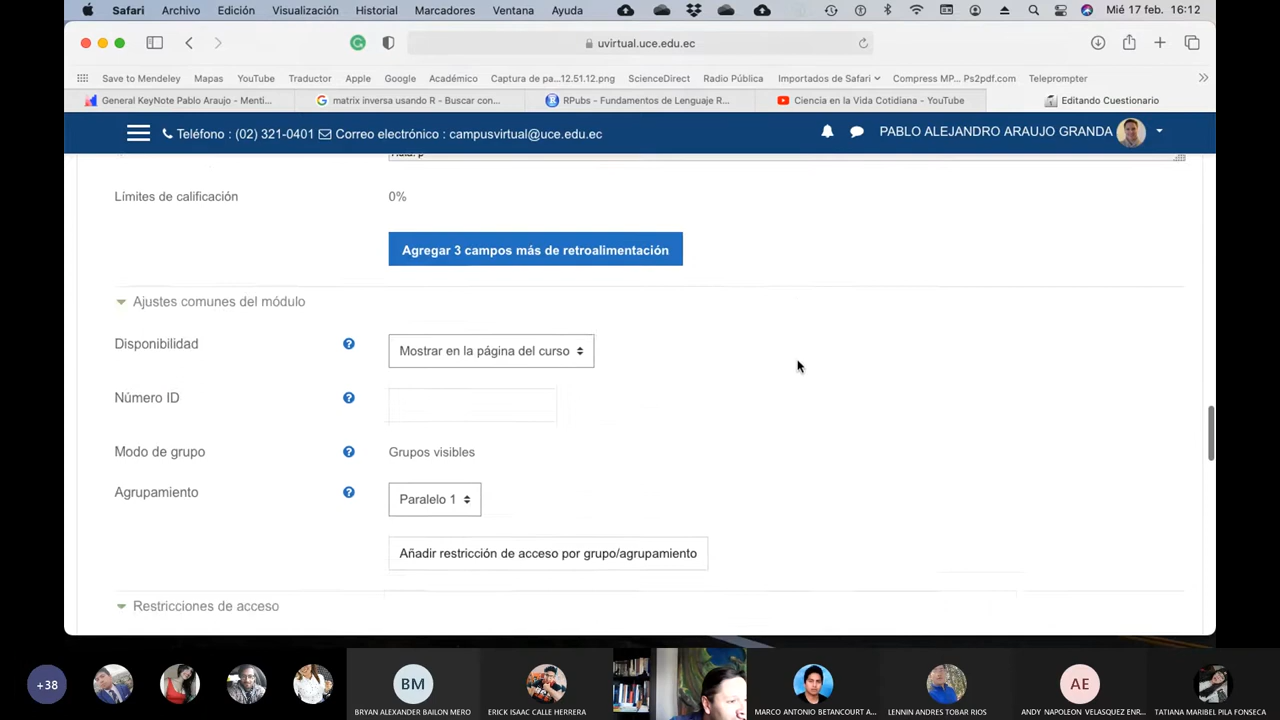 Safari Archivo Edición Visualización Historial Marcadores Ventana Ayuda Mié 17 feb. 16:12
uvirtual.uce.edu.ec
Save to Mendeley Mapas YouTube Traductor Apple Google Académico Captura de pa...12.51.12.png ScienceDirect Radio Pública Importados de Safari Compress MP... Ps2pdf.com Teleprompter
General KeyNote Pablo Araujo - Menti... matrix inversa usando R - Buscar con... RPubs - Fundamentos de Lenguaje R... Ciencia en la Vida Cotidiana - YouTube Editando Cuestionario
Teléfono : (02) 321-0401 Correo electrónico : campusvirtual@uce.edu.ec PABLO ALEJANDRO ARAUJO GRANDA
Límites de calificación 0%
Agregar 3 campos más de retroalimentación
Ajustes comunes del módulo
Disponibilidad Mostrar en la página del curso
Número ID
Modo de grupo Grupos visibles
Agrupamiento Paralelo 1
Añadir restricción de acceso por grupo/agrupamiento
Restricciones de acceso
+38 BM AE
BRYAN ALEXANDER BAILON MERO ERICK ISAAC CALLE HERRERA MARCO ANTONIO BETANCOURT A... LENNIN ANDRES TOBAR RIOS ANDY NAPOLEON VELASQUEZ ENR... TATIANA MARIBEL PILA FONSECA